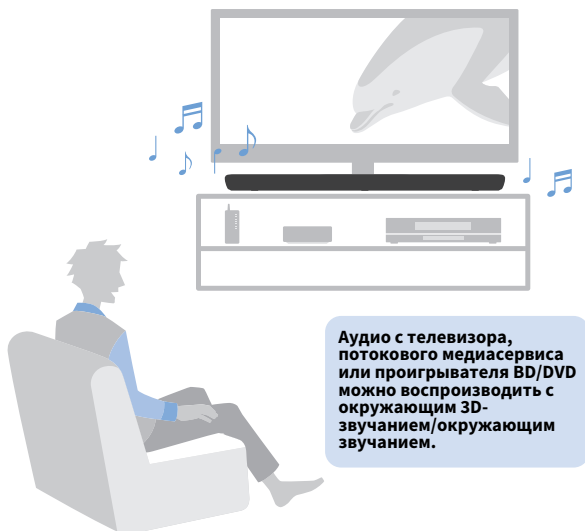 Аудио с телевизора,
потокового медиасервиса
или проигрывателя BD/DVD
можно воспроизводить с
окружающим 3D-
звучанием/окружающим
звучанием.